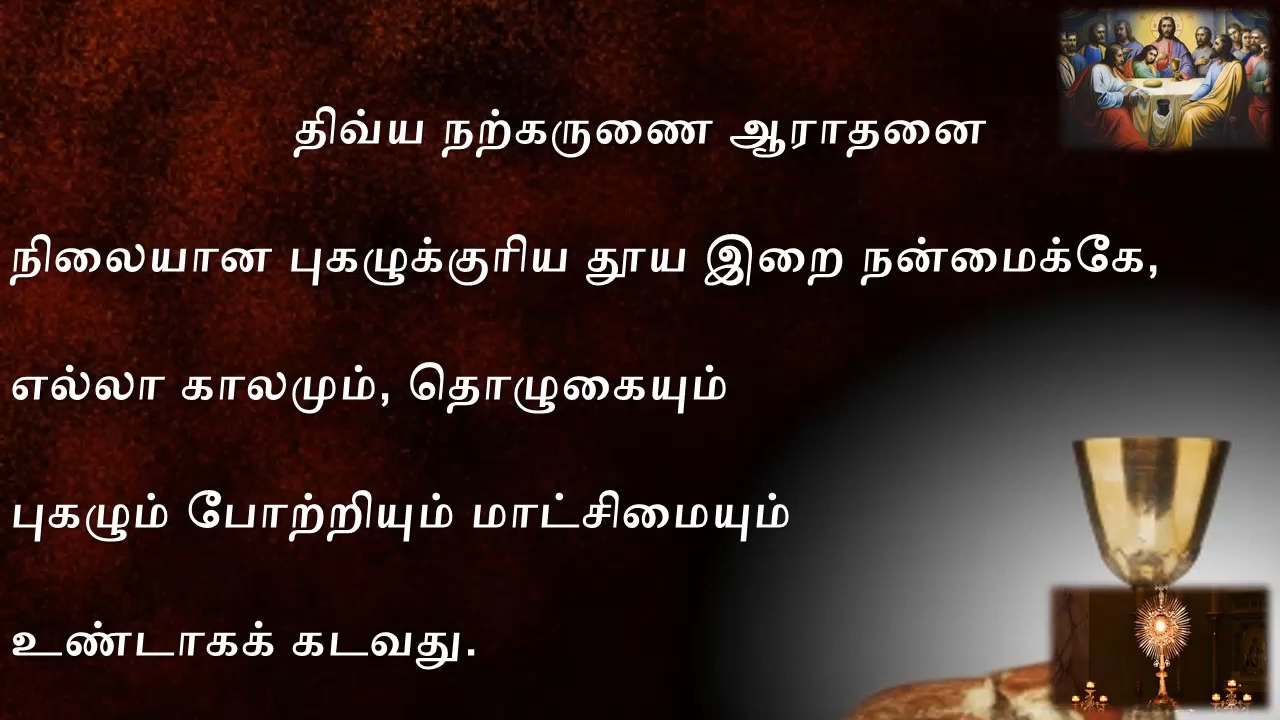 திவ்ய நற்கருணை ஆராதனை
நிலையான புகழுக்குரிய தூய இறை நன்மைக்கே,
எல்லா காலமும், தொழுகையும்
புகழும் போற்றியும் மாட்சிமையும்
உண்டாகக் கடவது.